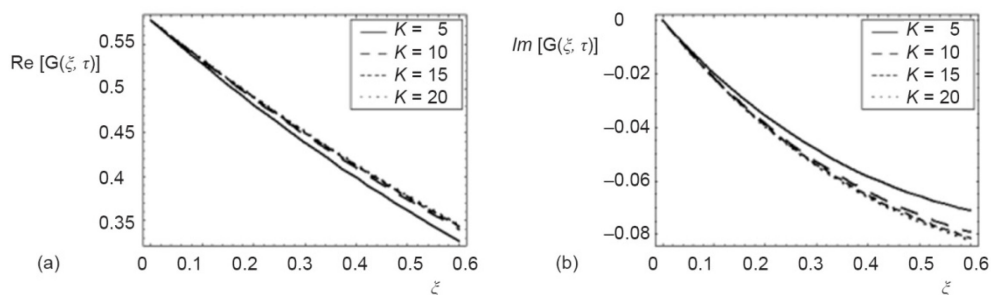 0.55
Re [G(ξ, τ)]
0.5
0.45
0.4
0.35
K = 5
K = 10
K = 15
K = 20
(a)
0 0.1 0.2 0.3 0.4 0.5 0.6
ξ
0
Im [G(ξ, τ)]
–0.02
–0.04
–0.06
–0.08
K = 5
K = 10
K = 15
K = 20
(b)
0 0.1 0.2 0.3 0.4 0.5 0.6
ξ